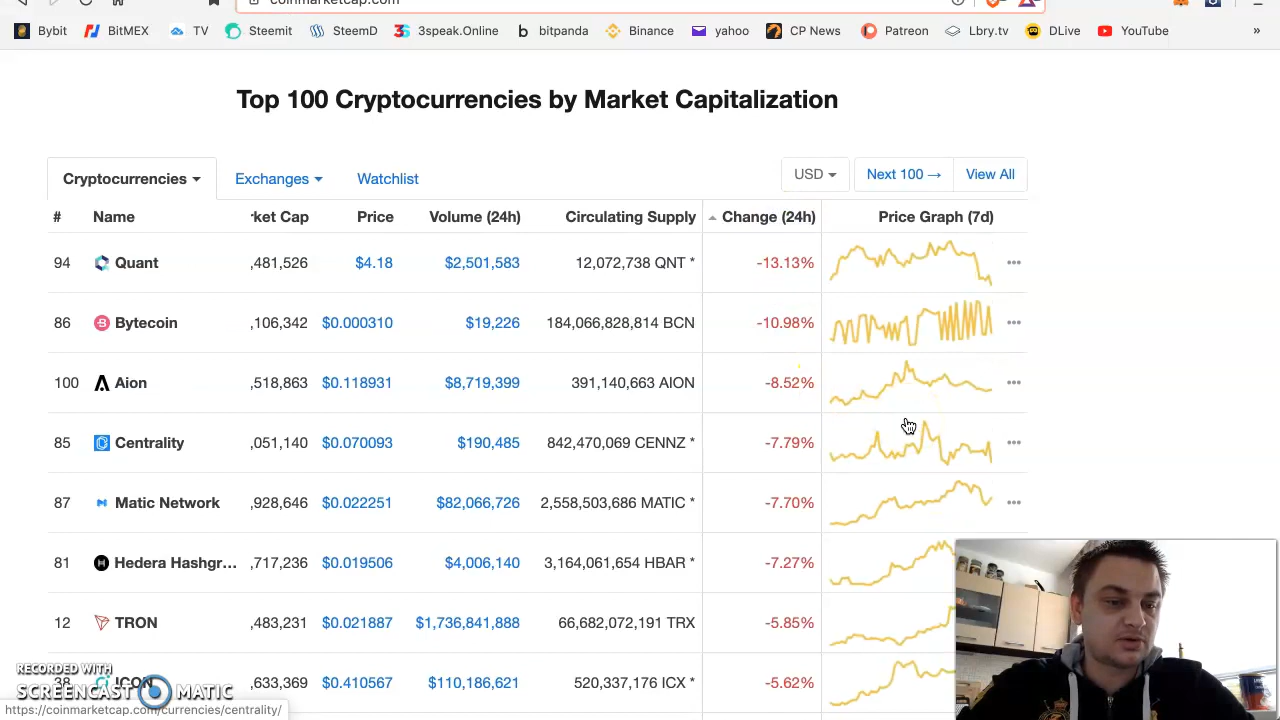 coinmarketcap.com
Bybit BitMEX TV Steemit SteemD 3speak.Online bitpanda Binance yahoo CP News Patreon Lbry.tv DLive YouTube »
Top 100 Cryptocurrencies by Market Capitalization
Cryptocurrencies Exchanges Watchlist USD Next 100 → View All
# Name rket Cap Price Volume (24h) Circulating Supply Change (24h) Price Graph (7d)
94 Quant ,481,526 $4.18 $2,501,583 12,072,738 QNT * -13.13%
86 Bytecoin ,106,342 $0.000310 $19,226 184,066,828,814 BCN -10.98%
100 Aion ,518,863 $0.118931 $8,719,399 391,140,663 AION -8.52%
85 Centrality ,051,140 $0.070093 $190,485 842,470,069 CENNZ * -7.79%
87 Matic Network ,928,646 $0.022251 $82,066,726 2,558,503,686 MATIC * -7.70%
81 Hedera Hashgr... ,717,236 $0.019506 $4,006,140 3,164,061,654 HBAR * -7.27%
12 TRON ,483,231 $0.021887 $1,736,841,888 66,682,072,191 TRX -5.85%
RECORDED WITH
38 ICON ,633,369 $0.410567 $110,186,621 520,337,176 ICX * -5.62%
SCREENCAST MATIC
https://coinmarketcap.com/currencies/centrality/